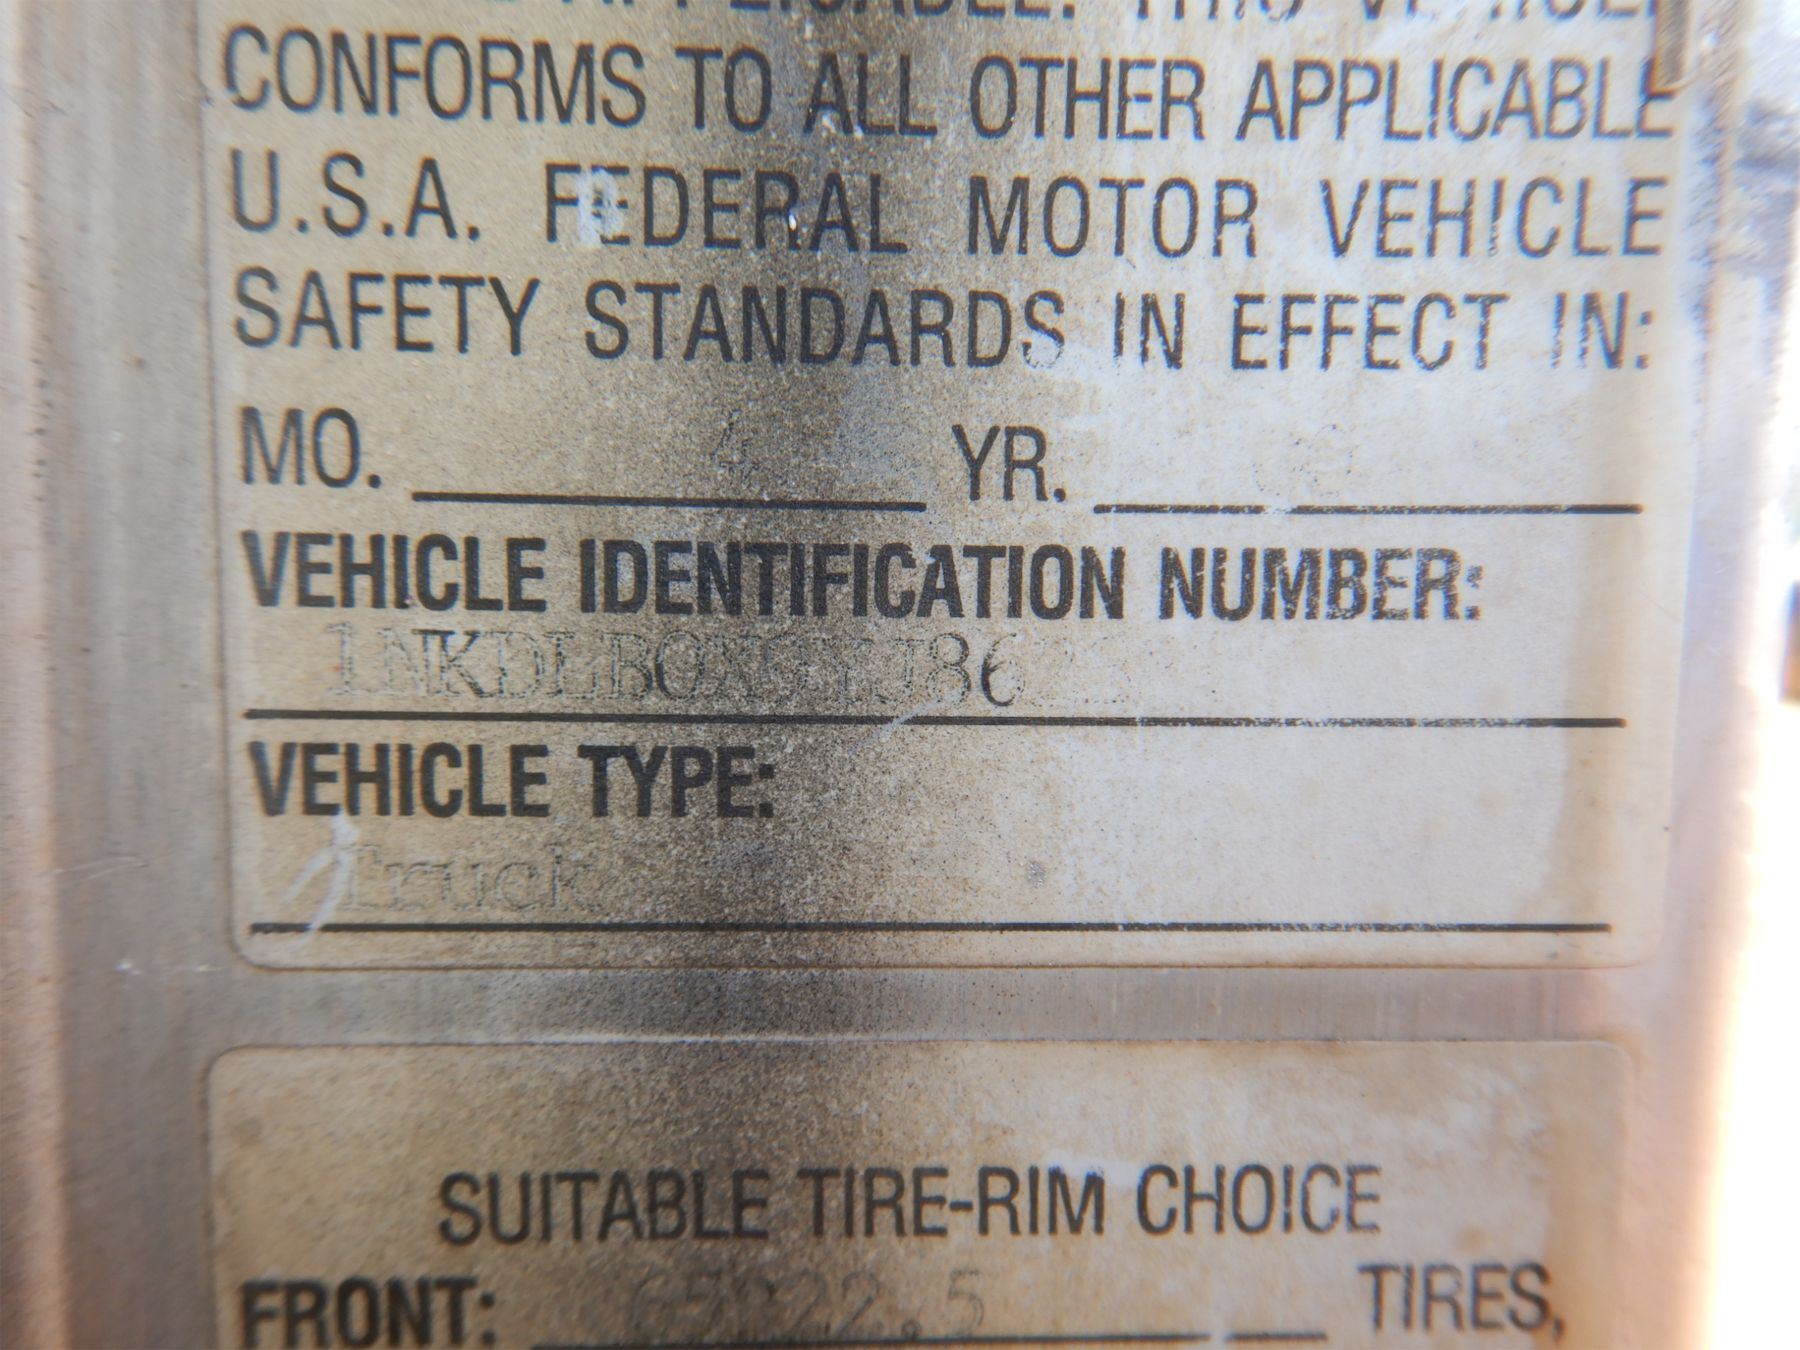 CONFORMS TO ALL OTHER APPLICABLE
U.S.A. FEDERAL MOTOR VEHICLE
SAFETY STANDARDS IN EFFECT IN:
MO. 4 YR.
VEHICLE IDENTIFICATION NUMBER:
VEHICLE TYPE:
Truck
SUITABLE TIRE-RIM CHOICE
FRONT: TIRES,